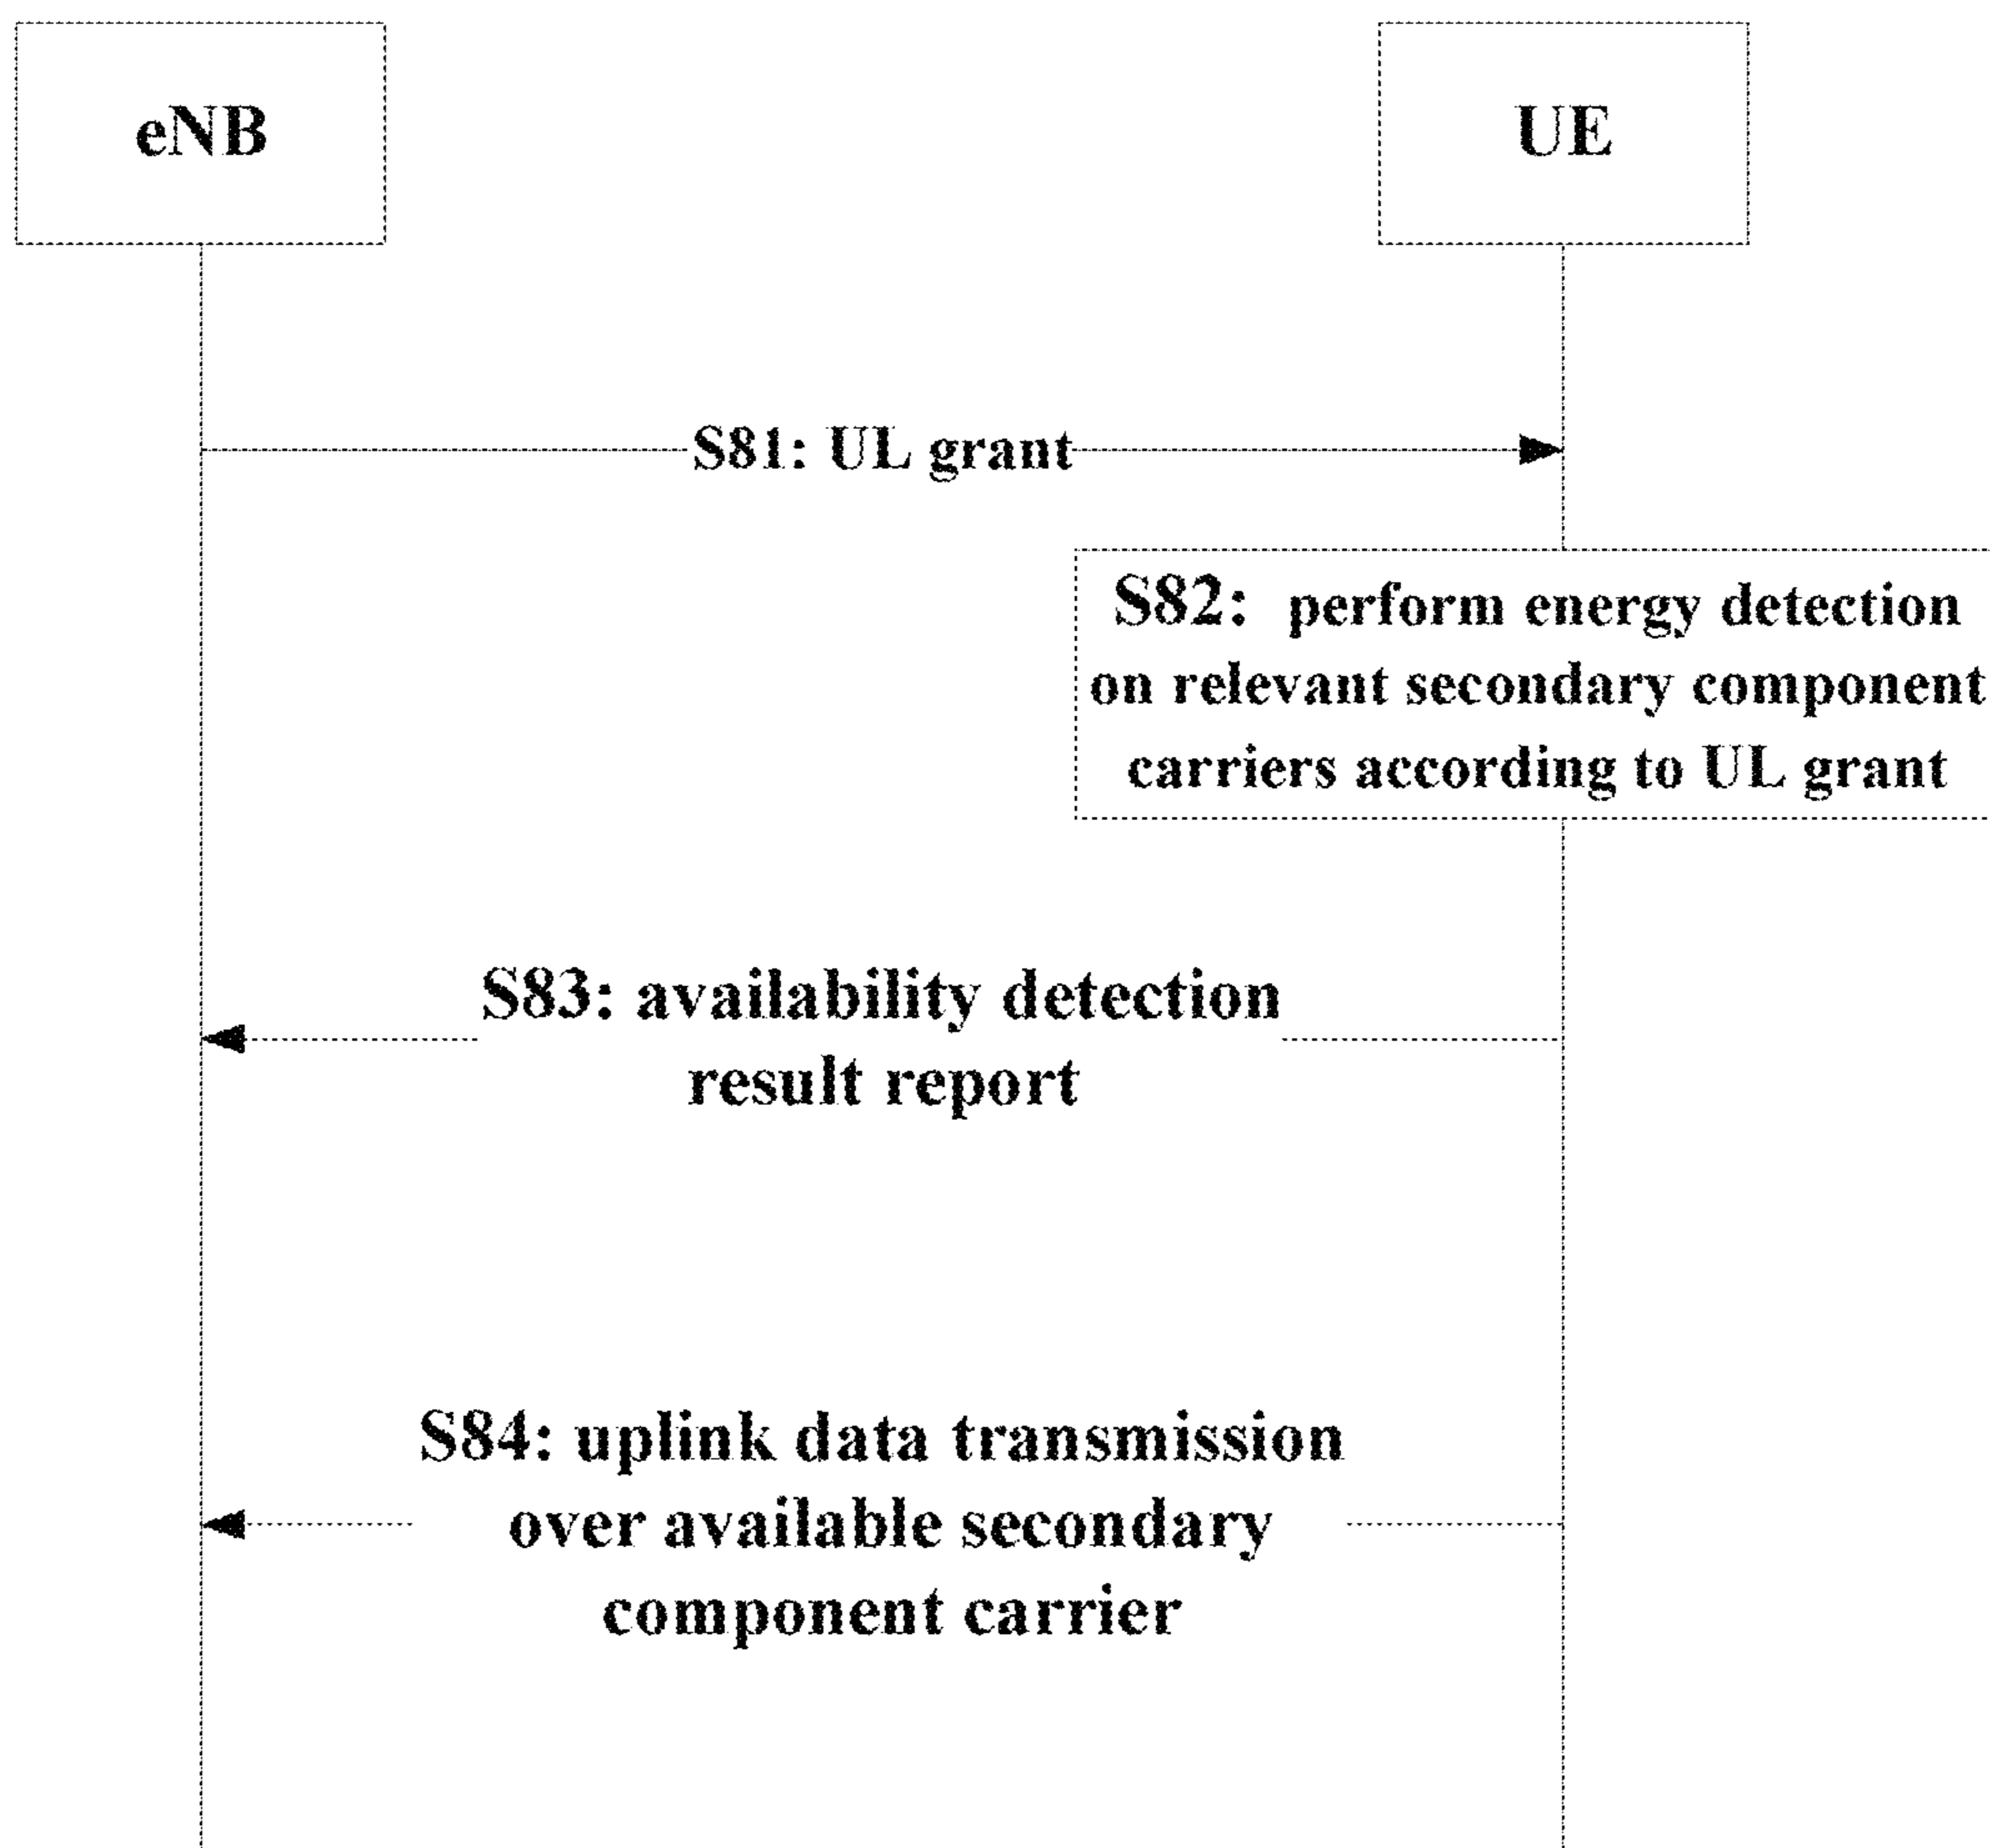 eNB
UE
S81: UL grant
S82: perform energy detection
on relevant secondary component
carriers according to UL grant
S83: availability detection
result report
S84: uplink data transmission
over available secondary
component carrier